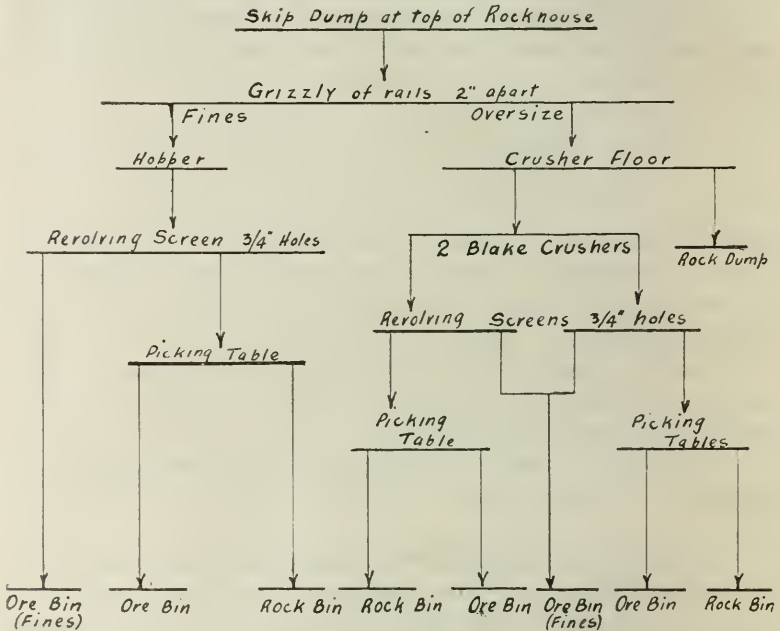 Skip Dump at top of Rockhouse
Grizzly of rails 2" apart
Fines
Oversize
Hopper
Crusher Floor
Revolving Screen 3/4" Holes
2 Blake Crushers
Rock Dump
Revolving Screens 3/4" holes
Picking Table
Picking
Table
Picking
Tables
Ore Bin
(Fines)
Ore Bin
Rock Bin
Rock Bin
Ore Bin
Ore Bin
(Fines)
Ore Bin
Rock Bin